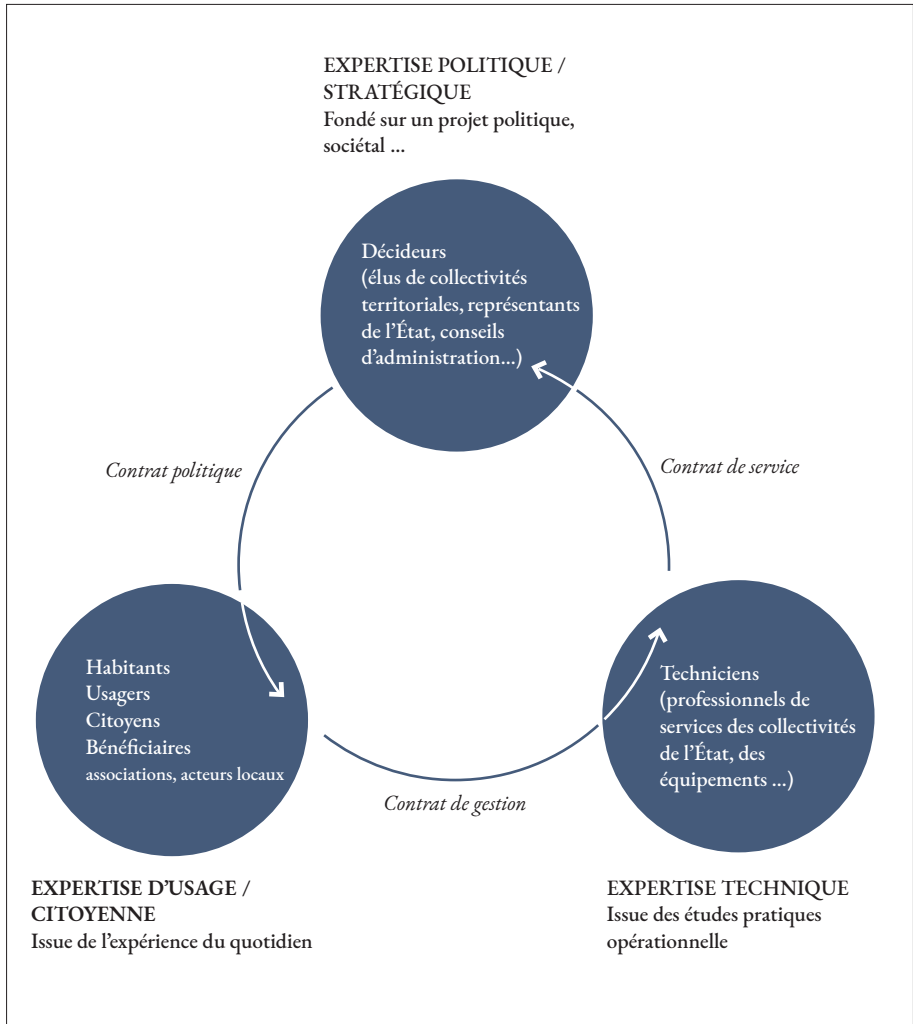 EXPERTISE POLITIQUE /
STRATÉGIQUE
Fondé sur un projet politique,
sociétal ...
Décideurs
(élus de collectivités
territoriales, représentants
de l’État, conseils
d’administration...)
Contrat politique
Contrat de service
Habitants
Usagers
Citoyens
Bénéficiaires
associations, acteurs locaux
Techniciens
(professionnels de
services des collectivités
de l’État, des
équipements ...)
Contrat de gestion
EXPERTISE D’USAGE /
CITOYENNE
Issue de l’expérience du quotidien
EXPERTISE TECHNIQUE
Issue des études pratiques
opérationnelle